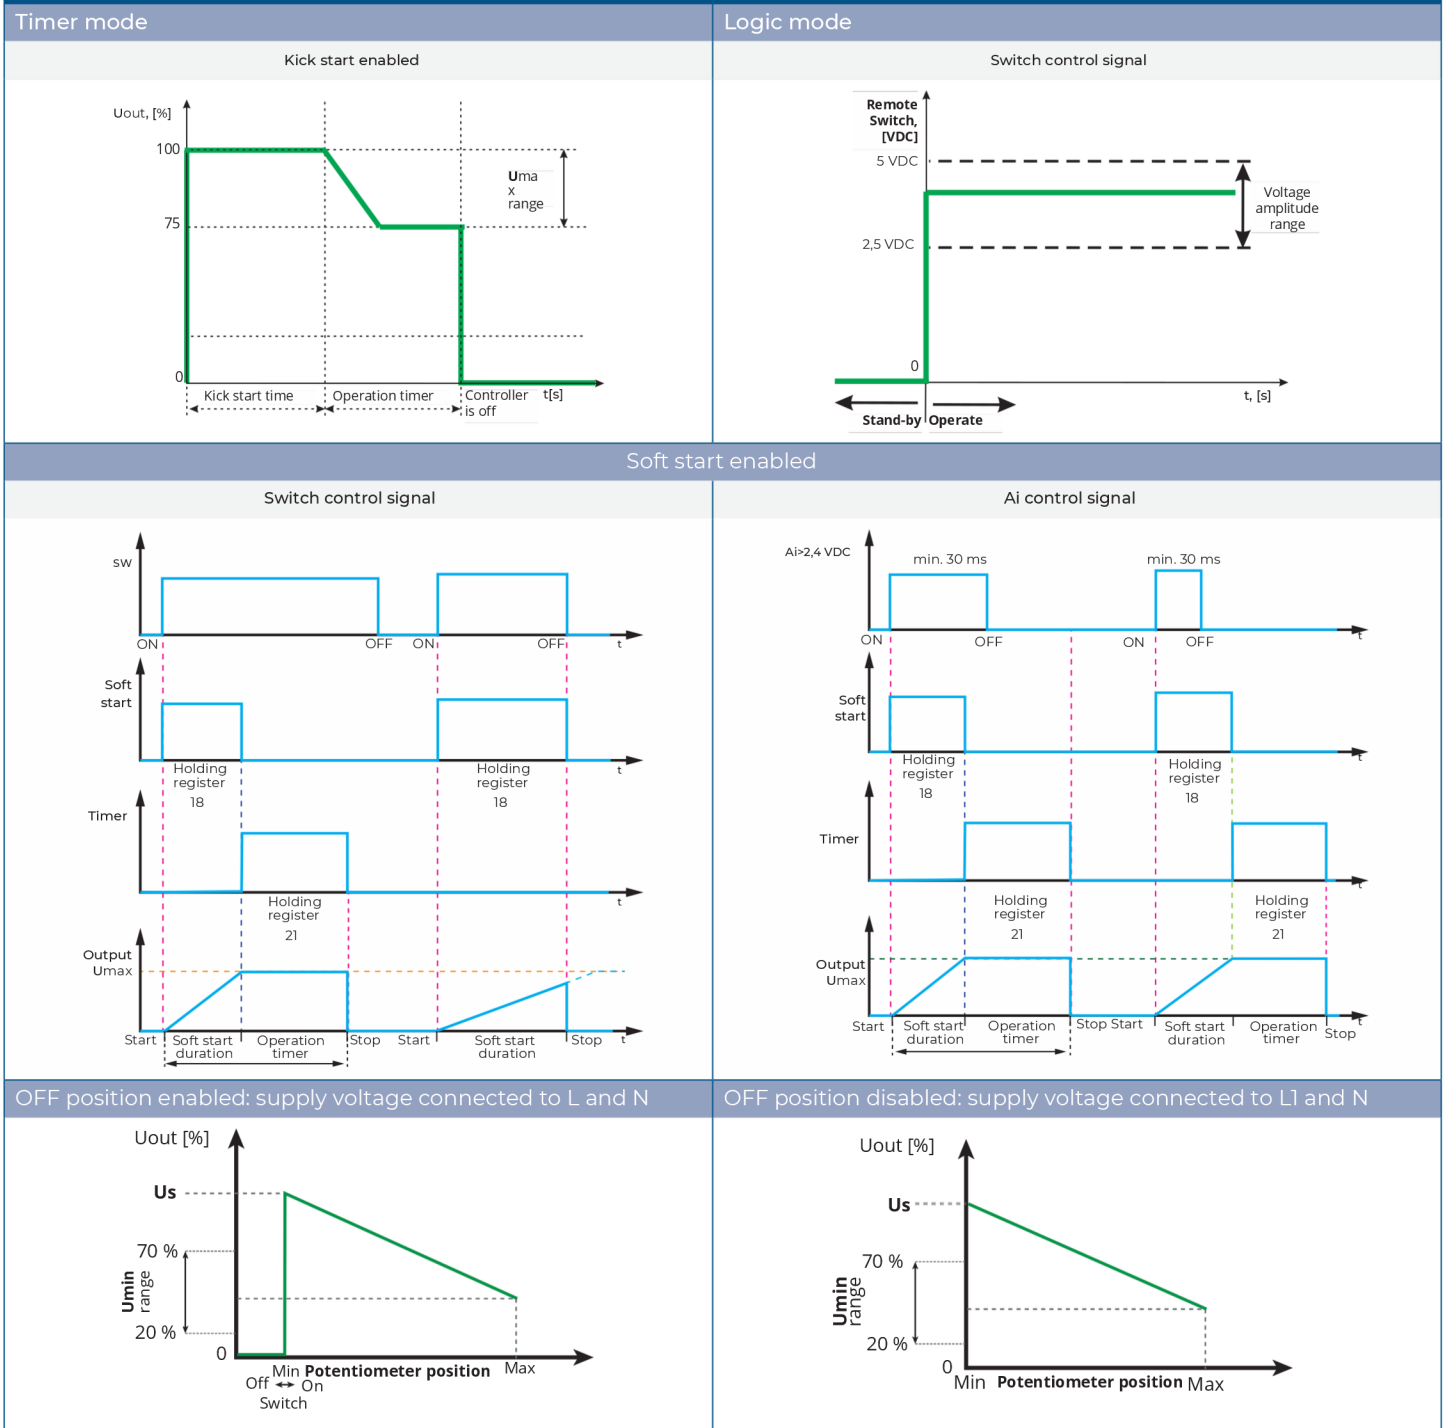 Timer mode
Logic mode
Kick start enabled
Switch control signal
Uout, [%]
100
75
0
Uma
x
range
Kick start time
Operation timer
Controller
is off
t[s]
Remote
Switch,
[VDC]
5 VDC
2,5 VDC
0
Voltage
amplitude
range
t, [s]
Stand-by
Operate
Soft start enabled
Switch control signal
Ai control signal
SW
ON
OFF
ON
OFF
t
Soft
start
Holding
register
18
Holding
register
18
t
Timer
Holding
register
21
t
Output
Umax
Start
Soft start
duration
Operation
timer
Stop
Start
Soft start
duration
Stop
t
Ai>2,4 VDC
min. 30 ms
min. 30 ms
ON
OFF
ON
OFF
t
Soft
start
Holding
register
18
Holding
register
18
t
Timer
Holding
register
21
Holding
register
21
t
Output
Umax
Start
Soft start
duration
Operation
timer
Stop Start
Soft start
duration
Operation
timer
Stop
t
OFF position enabled: supply voltage connected to L and N
OFF position disabled: supply voltage connected to L1 and N
Uout [%]
Us
70 %
Umin
range
20 %
0
Min Potentiometer position Max
Off On
Switch
Uout [%]
Us
70 %
Umin
range
20 %
0
Min Potentiometer position Max